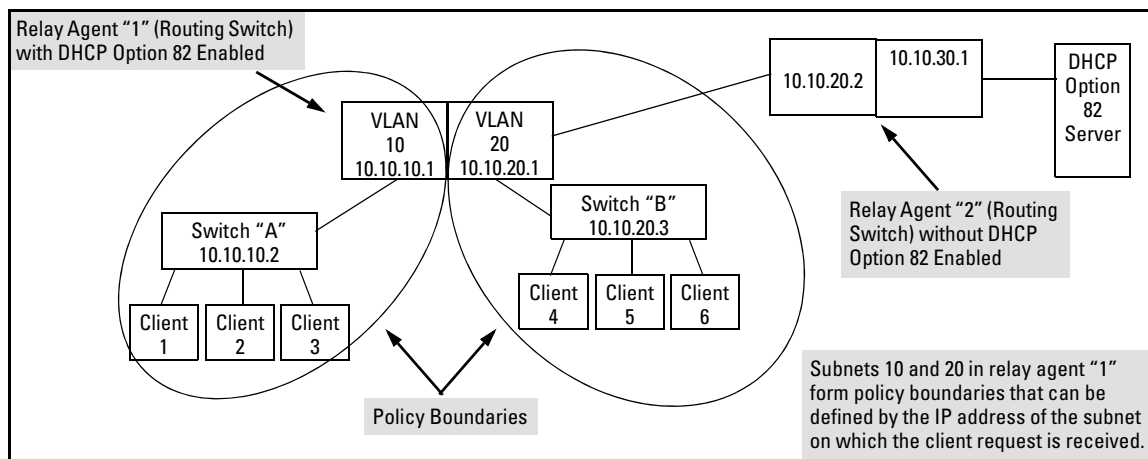 Relay Agent “1” (Routing Switch)
with DHCP Option 82 Enabled
VLAN
10
10.10.10.1
VLAN
20
10.10.20.1
10.10.20.2
10.10.30.1
DHCP
Option
82
Server
Switch “A”
10.10.10.2
Switch “B”
10.10.20.3
Relay Agent “2” (Routing
Switch) without DHCP
Option 82 Enabled
Client
1
Client
2
Client
3
Client
4
Client
5
Client
6
Policy Boundaries
Subnets 10 and 20 in relay agent “1”
form policy boundaries that can be
defined by the IP address of the subnet
on which the client request is received.